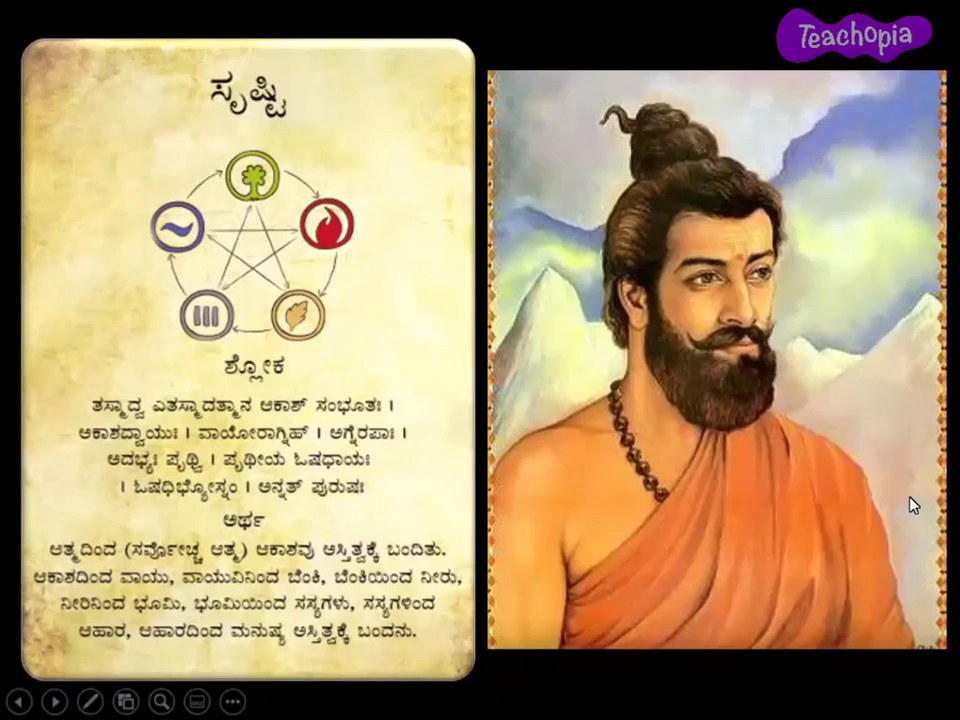 Teachopia
ಸೃಷ್ಟಿ
ಶ್ಲೋಕ
ತಸ್ಮಾದ್ವ ಎತಸ್ಮಾದತ್ಮಾನ ಆಕಾಶ್ ಸಂಭೂತಃ ।
ಆಕಾಶದ್ವಾಯುಃ । ವಾಯೋರಾಗ್ನಿಹ್ । ಅಗ್ನೆರಪಾಃ ।
ಅದಭ್ಯಃ ಪೃಥ್ವಿ । ಪೃಥೀಯ ಓಷಧಾಯಃ
। ಓಷಧಿಭ್ಯೋಸ್ನಂ । ಅನ್ನತ್ ಪುರುಷಃ
ಅರ್ಥ
ಆತ್ಮದಿಂದ (ಸರ್ವೋಚ್ಚ ಆತ್ಮ) ಆಕಾಶವು ಅಸ್ತಿತ್ವಕ್ಕೆ ಬಂದಿತು.
ಆಕಾಶದಿಂದ ವಾಯು, ವಾಯುವಿನಿಂದ ಬೆಂಕಿ, ಬೆಂಕಿಯಿಂದ ನೀರು,
ನೀರಿನಿಂದ ಭೂಮಿ, ಭೂಮಿಯಿಂದ ಸಸ್ಯಗಳು, ಸಸ್ಯಗಳಿಂದ
ಆಹಾರ, ಆಹಾರದಿಂದ ಮನುಷ್ಯ ಅಸ್ತಿತ್ವಕ್ಕೆ ಬಂದನು.